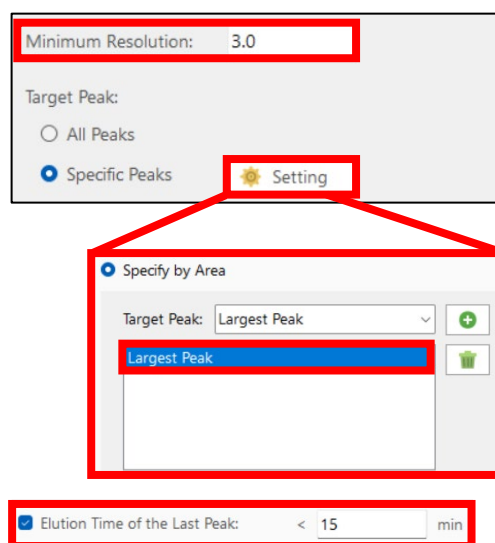 Minimum Resolution: 3.0
Target Peak:
All Peaks
Specific Peaks Setting
Specify by Area
Target Peak: Largest Peak
Largest Peak
Elution Time of the Last Peak: < 15 min